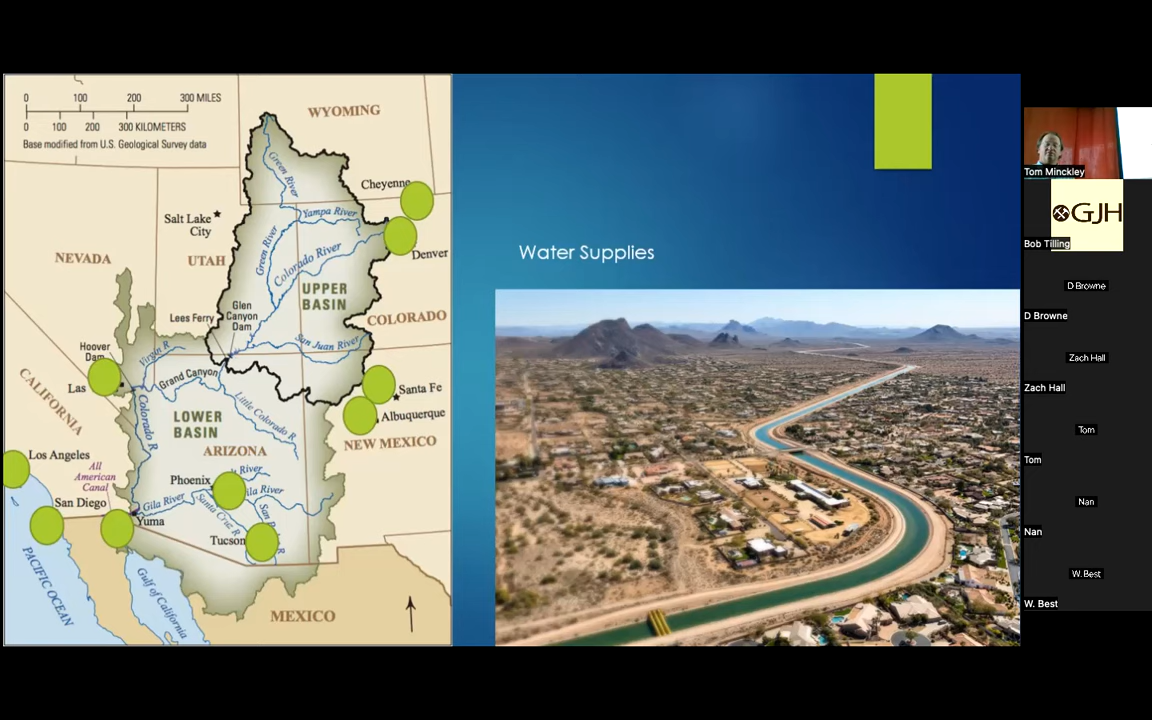 0 100 200 300 MILES
0 100 200 300 KILOMETERS
Base modified from U.S. Geological Survey data
WYOMING
Green River
Cheyenne
Yampa River
Salt Lake
City
Green River
Colorado River
Denver
NEVADA
UTAH
UPPER
BASIN
Glen
Canyon
Dam
Lees Ferry
COLORADO
San Juan River
Hoover
Dam
Virgin R
Grand Canyon
Las
Santa Fe
Little Colorado R
Albuquerque
CALIFORNIA
Colorado R
LOWER
BASIN
NEW MEXICO
ARIZONA
Los Angeles
All
American
Canal
River
Phoenix
ila River
San Diego
Gila River
Santa Cruz R
San P
R
Yuma
Tucson
PACIFIC OCEAN
Gulf of California
MEXICO
Water Supplies
Tom Minckley
GJH
Bob Tilling
D Browne
D Browne
Zach Hall
Zach Hall
Tom
Tom
Nan
Nan
W. Best
W. Best